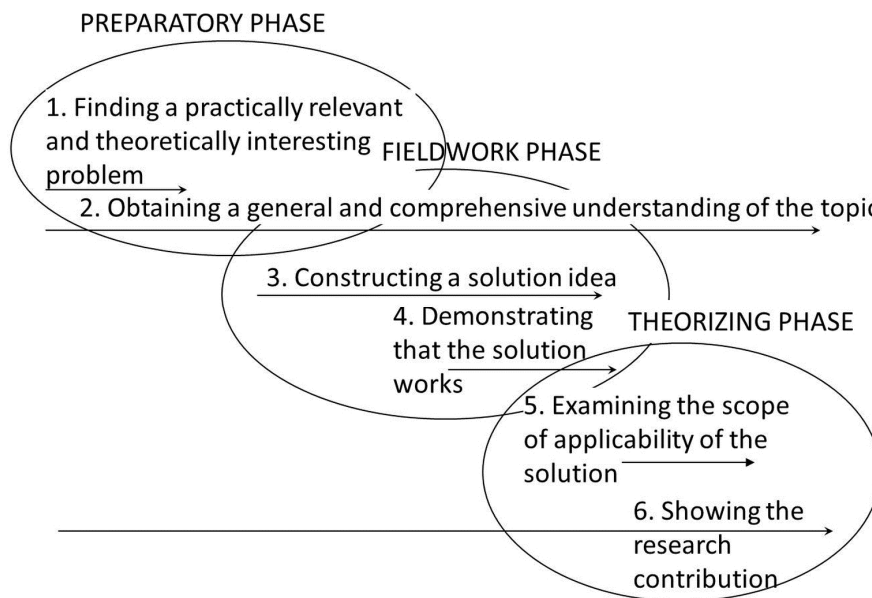 PREPARATORY PHASE
1. Finding a practically relevant
and theoretically interesting
problem
FIELDWORK PHASE
2. Obtaining a general and comprehensive understanding of the topic
3. Constructing a solution idea
4. Demonstrating
that the solution
works
THEORIZING PHASE
5. Examining the scope
of applicability of the
solution
6. Showing the
research
contribution